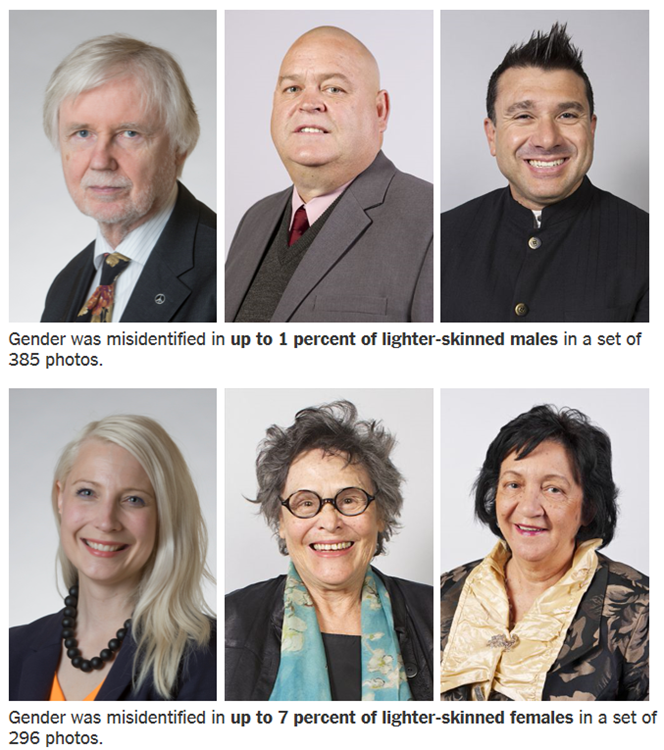 Gender was misidentified in up to 1 percent of lighter-skinned males in a set of
385 photos.
Gender was misidentified in up to 7 percent of lighter-skinned females in a set of
296 photos.